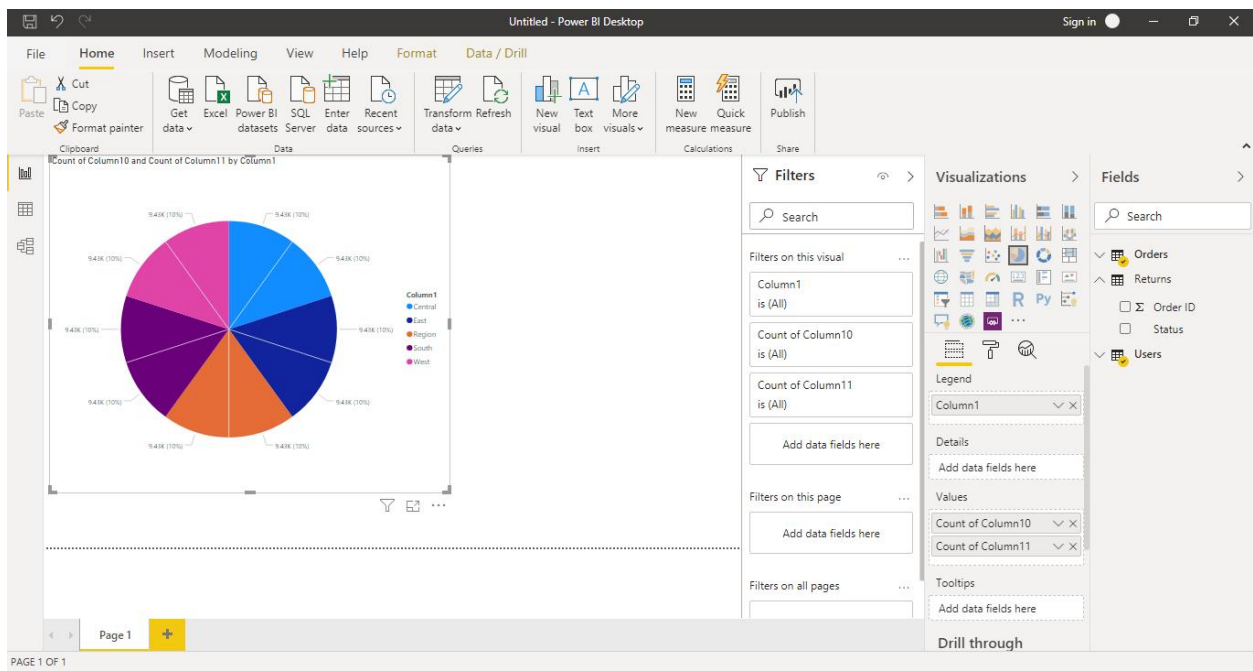 Untitled - Power BI Desktop
Sign in
File Home Insert Modeling View Help Format Data / Drill
Paste
Cut
Copy
Format painter
Clipboard
Get data
Excel
Power BI datasets
SQL Server
Enter data
Recent sources
Data
Transform data
Refresh
Queries
New visual
Text box
More visuals
Insert
New measure
Quick measure
Calculations
Publish
Share
Count of Column10 and Count of Column11 by Column1
9.43K (10%)
9.43K (10%)
9.43K (10%)
9.43K (10%)
9.43K (10%)
9.43K (10%)
9.43K (10%)
9.43K (10%)
9.43K (10%)
9.43K (10%)
Column1
Central
East
Region
South
West
Filters
Search
Filters on this visual
Column1
is (All)
Count of Column10
is (All)
Count of Column11
is (All)
Add data fields here
Filters on this page
Add data fields here
Filters on all pages
Visualizations
R Py
Legend
Column1
Details
Add data fields here
Values
Count of Column10
Count of Column11
Tooltips
Add data fields here
Drill through
Fields
Search
Orders
Returns
Σ Order ID
Status
Users
Page 1
PAGE 1 OF 1